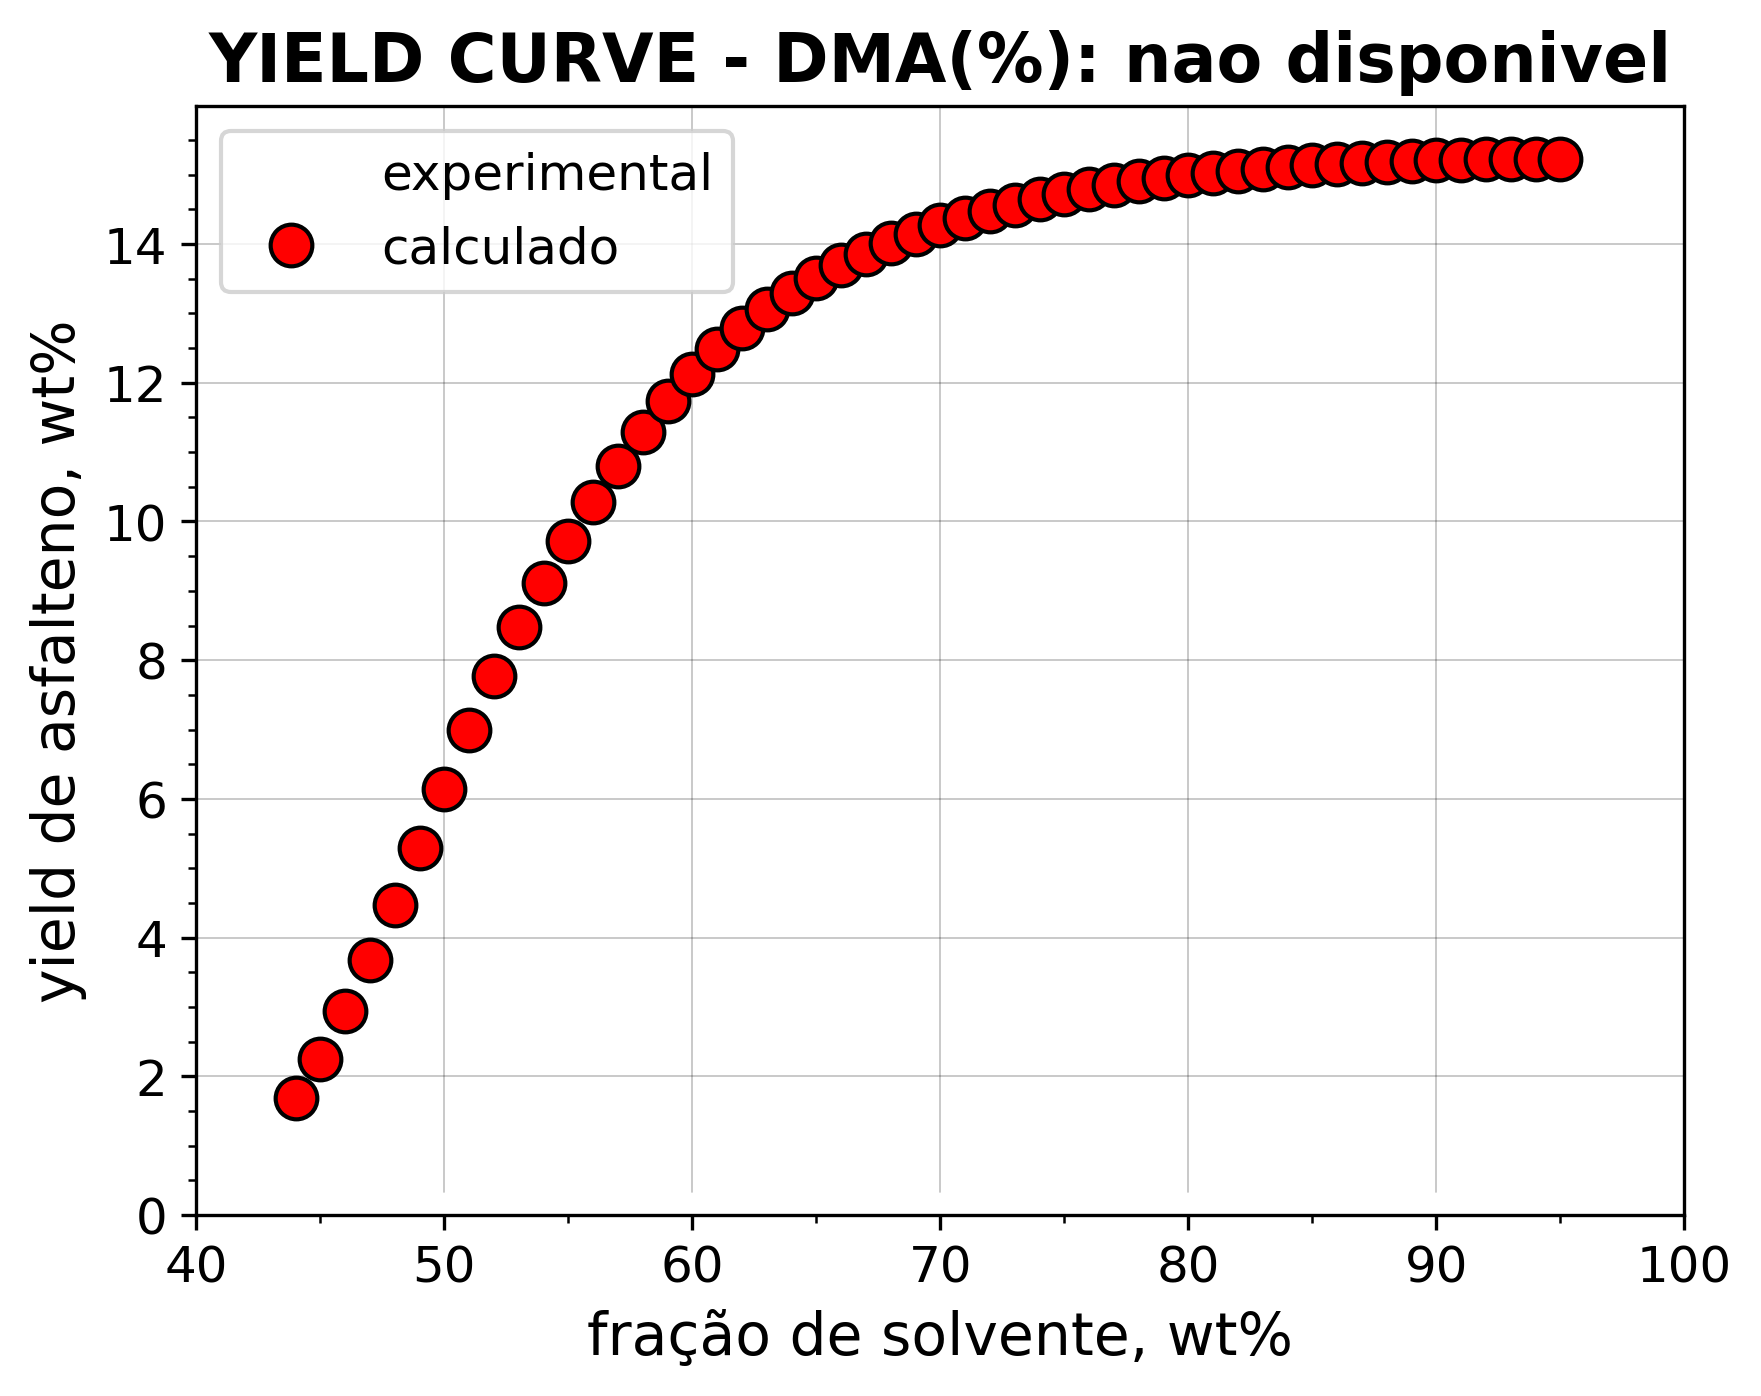 YIELD CURVE - DMA(%): nao disponivel
experimental
calculado
yield de asfalteno, wt%
14
12
10
8
6
4
2
0
40 50 60 70 80 90 100
fração de solvente, wt%